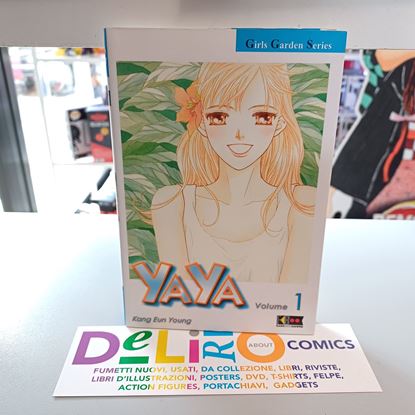 Girls Garden Series
YAYA
Volume 1
Kang Eun Young
DeLiRiO ABOUT COMICS
FUMETTI NUOVI, USATI, DA COLLEZIONE, LIBRI, RIVISTE,
LIBRI D'ILLUSTRAZIONI, POSTERS, DVD, T-SHIRTS, FELPE,
ACTION FIGURES, PORTACHIAVI, GADGETS